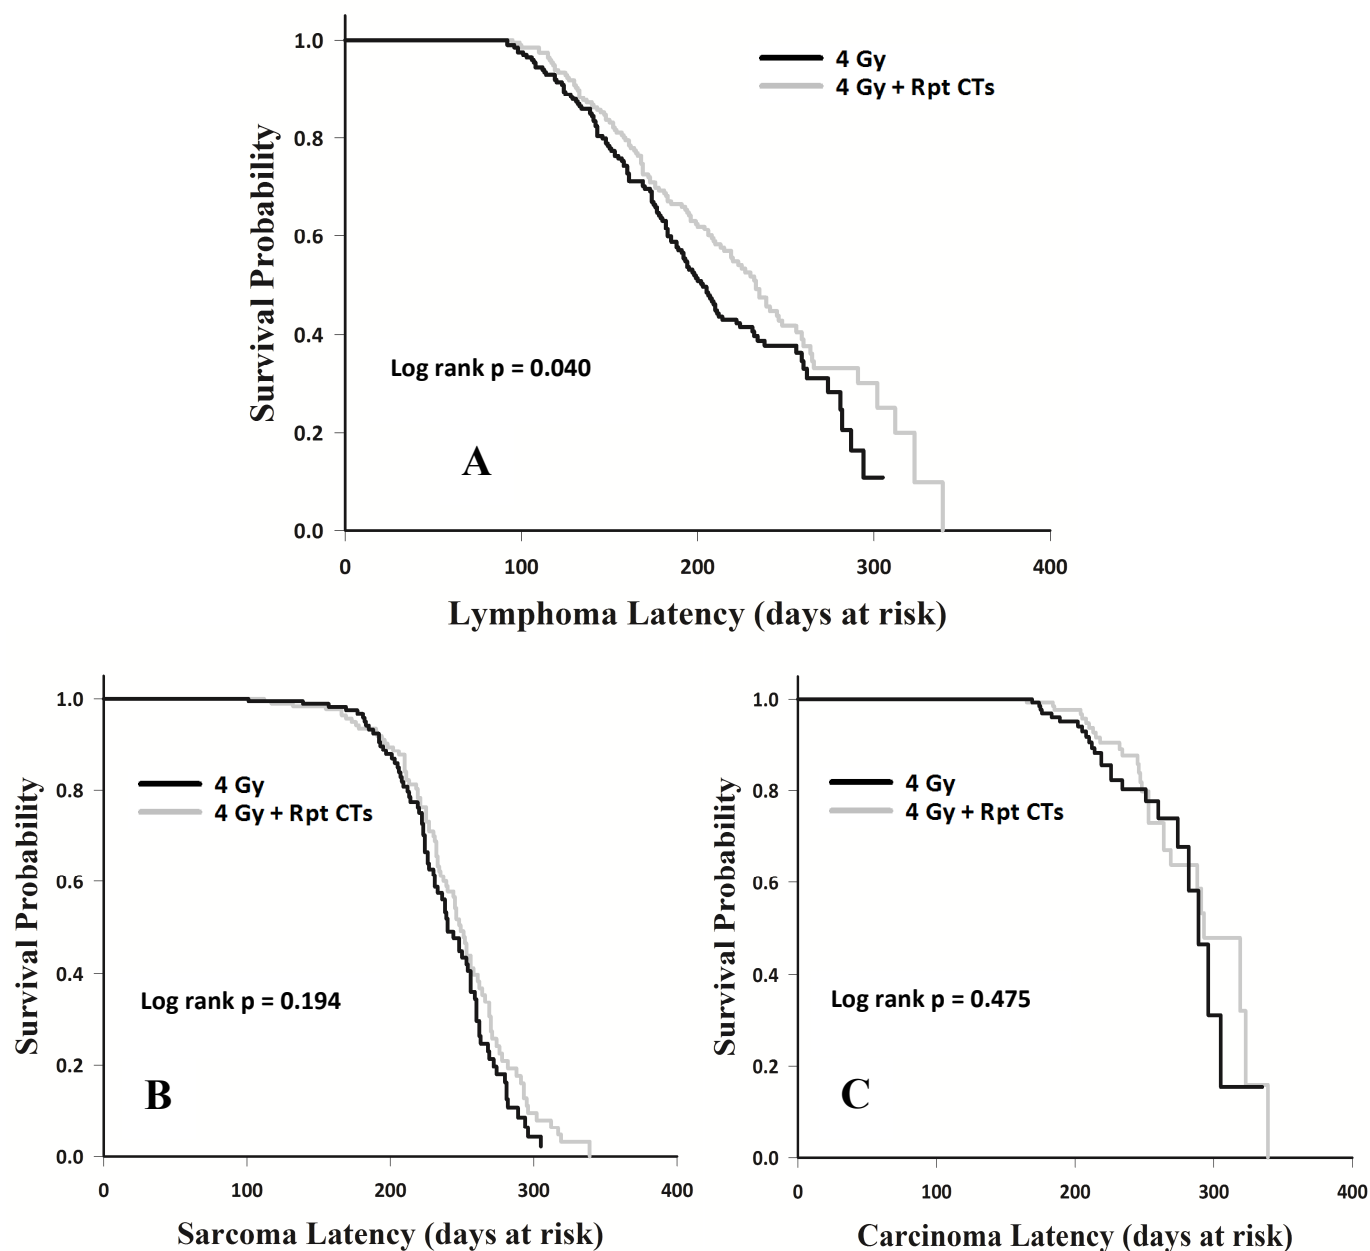 Survival Probability
1.0
0.8
0.6
0.4
0.2
0.0
4 Gy
4 Gy + Rpt CTs
Log rank p = 0.040
A
0 100 200 300 400
Lymphoma Latency (days at risk)
Survival Probability
1.0
0.8
0.6
0.4
0.2
0.0
4 Gy
4 Gy + Rpt CTs
Log rank p = 0.194
B
0 100 200 300 400
Sarcoma Latency (days at risk)
Survival Probability
1.0
0.8
0.6
0.4
0.2
0.0
4 Gy
4 Gy + Rpt CTs
Log rank p = 0.475
C
0 100 200 300 400
Carcinoma Latency (days at risk)